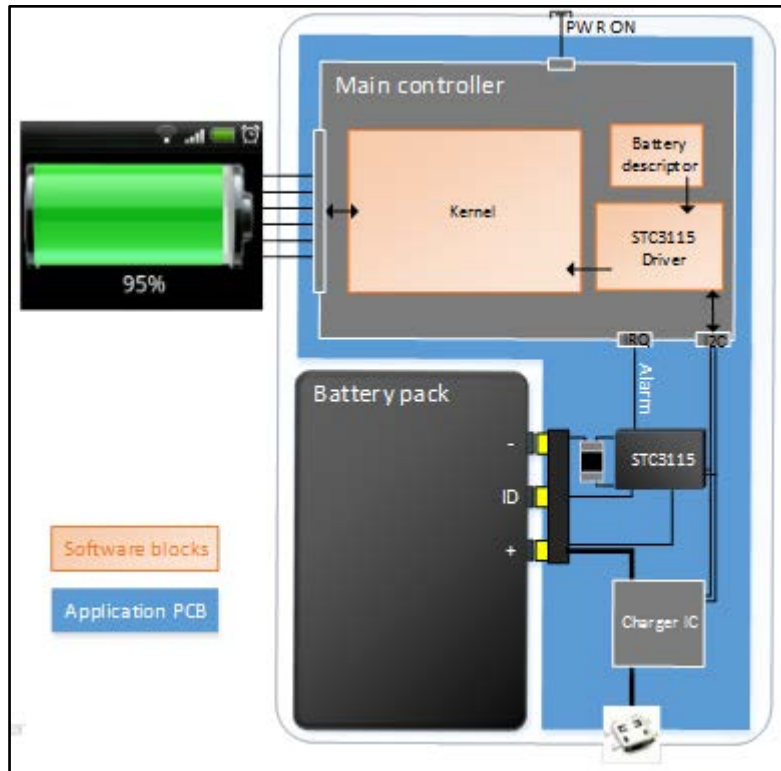 PWR ON
Main controller
Battery
descriptor
Kernel
STC3115
Driver
95%
IRQ
I2C
Alarm
Battery pack
-
STC3115
ID
+
Software blocks
Application PCB
Charger IC